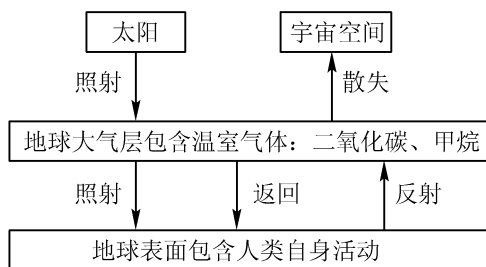 太阳
宇宙空间
照射
散失
地球大气层包含温室气体：二氧化碳、甲烷
照射
返回
反射
地球表面包含人类自身活动